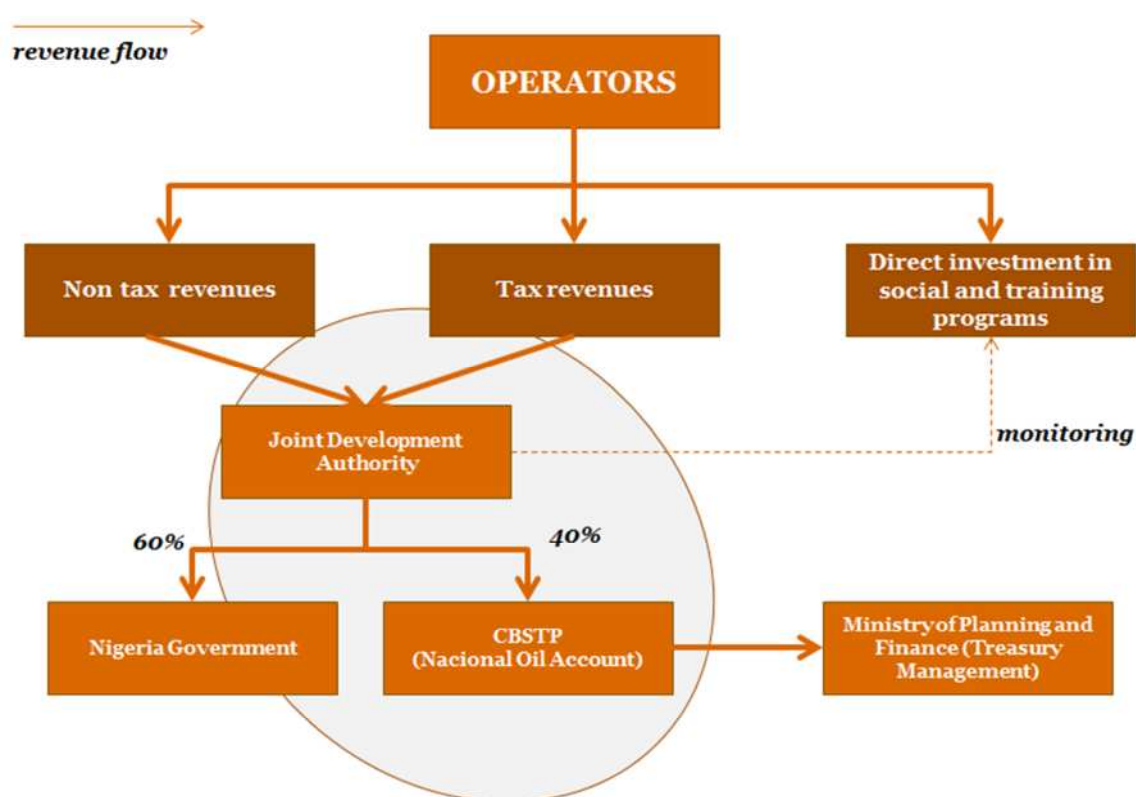 revenue flow
OPERATORS
Non tax revenues
Tax revenues
Direct investment in
social and training
programs
Joint Development
Authority
monitoring
60%
40%
Nigeria Government
CBSTP
(Nacional Oil Account)
Ministry of Planning and
Finance (Treasury
Management)